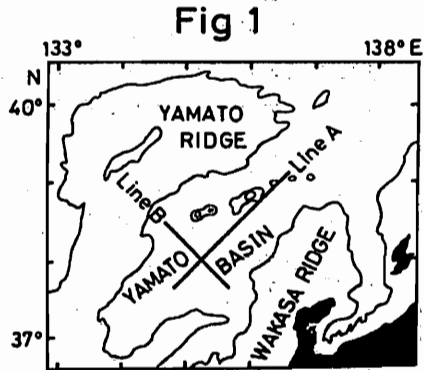 Fig 1
133° 138° E
N
40°
YAMATO
RIDGE
Line A
Line B
YAMATO BASIN
WAKASA RIDGE
37°